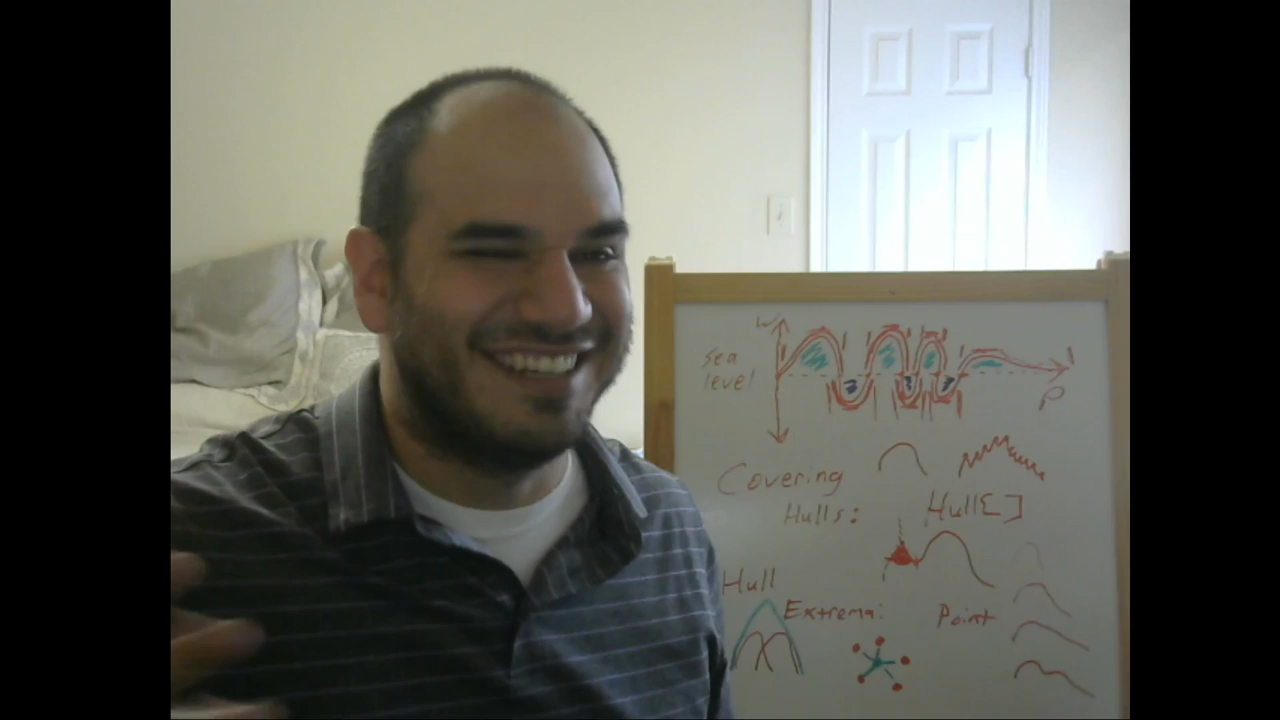 W
sea
level
P
Covering
Hulls:
Hull[]
Hull
Extrema:
Point